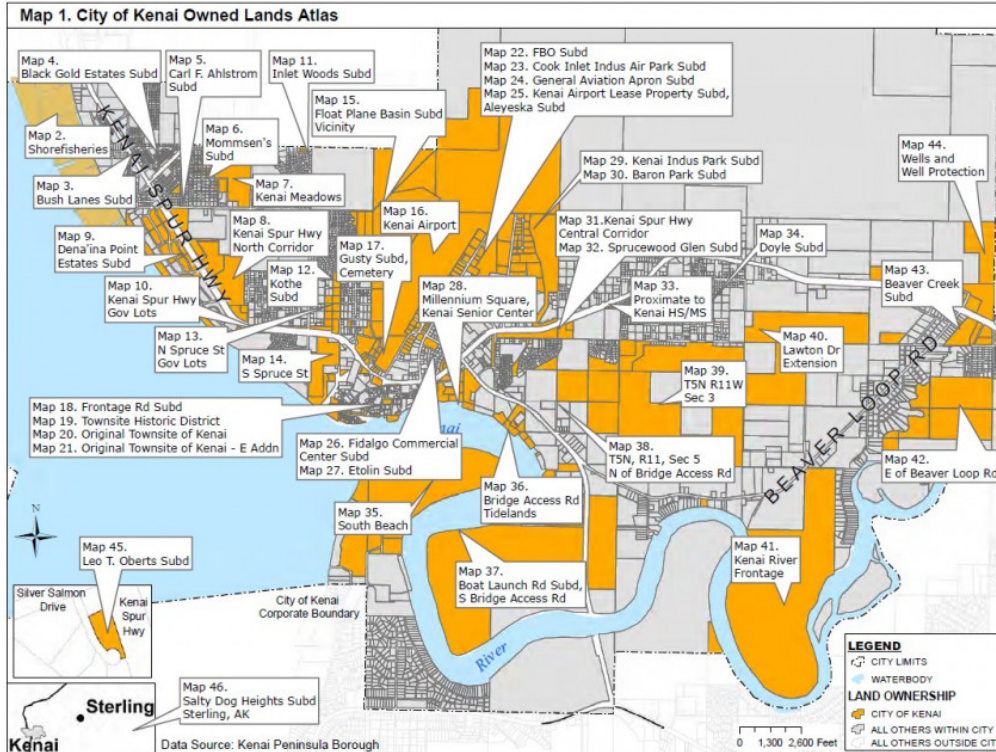 Map 1. City of Kenai Owned Lands Atlas
Map 4.
Black Gold Estates Subd
Map 5.
Carl F. Ahlstrom
Subd
Map 11.
Inlet Woods Subd
Map 22. FBO Subd
Map 23. Cook Inlet Indus Air Park Subd
Map 24. General Aviation Apron Subd
Map 25. Kenai Airport Lease Property Subd,
Aleyeska Subd
Map 15.
Float Plane Basin Subd
Vicinity
Map 2.
Shorefisheries
Map 6.
Mommsen's
Subd
Map 3.
Bush Lanes Subd
Map 7.
Kenai Meadows
Map 29. Kenai Indus Park Subd
Map 30. Baron Park Subd
Map 44.
Wells and
Well Protection
KENAI SPUR HWY
Map 16.
Kenai Airport
Map 8.
Kenai Spur Hwy
North Corridor
Map 31.Kenai Spur Hwy
Central Corridor
Map 32. Sprucewood Glen Subd
Map 34.
Doyle Subd
Map 9.
Dena'ina Point
Estates Subd
Map 17.
Gusty Subd,
Cemetery
Map 12.
Kothe
Subd
Map 10.
Kenai Spur Hwy
Gov Lots
Map 28.
Millennium Square,
Kenai Senior Center
Map 33.
Proximate to
Kenai HS/MS
Map 43.
Beaver Creek
Subd
Map 13.
N Spruce St
Gov Lots
Map 14.
S Spruce St
Map 40.
Lawton Dr
Extension
Map 39.
T5N R11W
Sec 3
BEAVER LOOP RD
Map 18. Frontage Rd Subd
Map 19. Townsite Historic District
Map 20. Original Townsite of Kenai
Map 21. Original Townsite of Kenai - E Addn
nai
Map 26. Fidalgo Commercial
Center Subd
Map 27. Etolin Subd
Map 38.
T5N, R11, Sec 5
N of Bridge Access Rd
Map 42.
E of Beaver Loop Rd
Map 36.
Bridge Access Rd
Tidelands
Map 35.
South Beach
N
Map 45.
Leo T. Oberts Subd
Map 41.
Kenai River
Frontage
Map 37.
Boat Launch Rd Subd,
S Bridge Access Rd
Silver Salmon
Drive
Kenai
Spur
Hwy
City of Kenai
Corporate Boundary
River
LEGEND
CITY LIMITS
WATERBODY
LAND OWNERSHIP
CITY OF KENAI
ALL OTHERS WITHIN CITY
ALL OTHERS OUTSIDE CIT
Map 46.
Salty Dog Heights Subd
Sterling, AK
Sterling
Kenai
Data Source: Kenai Peninsula Borough
0 1,300 2,600 Feet